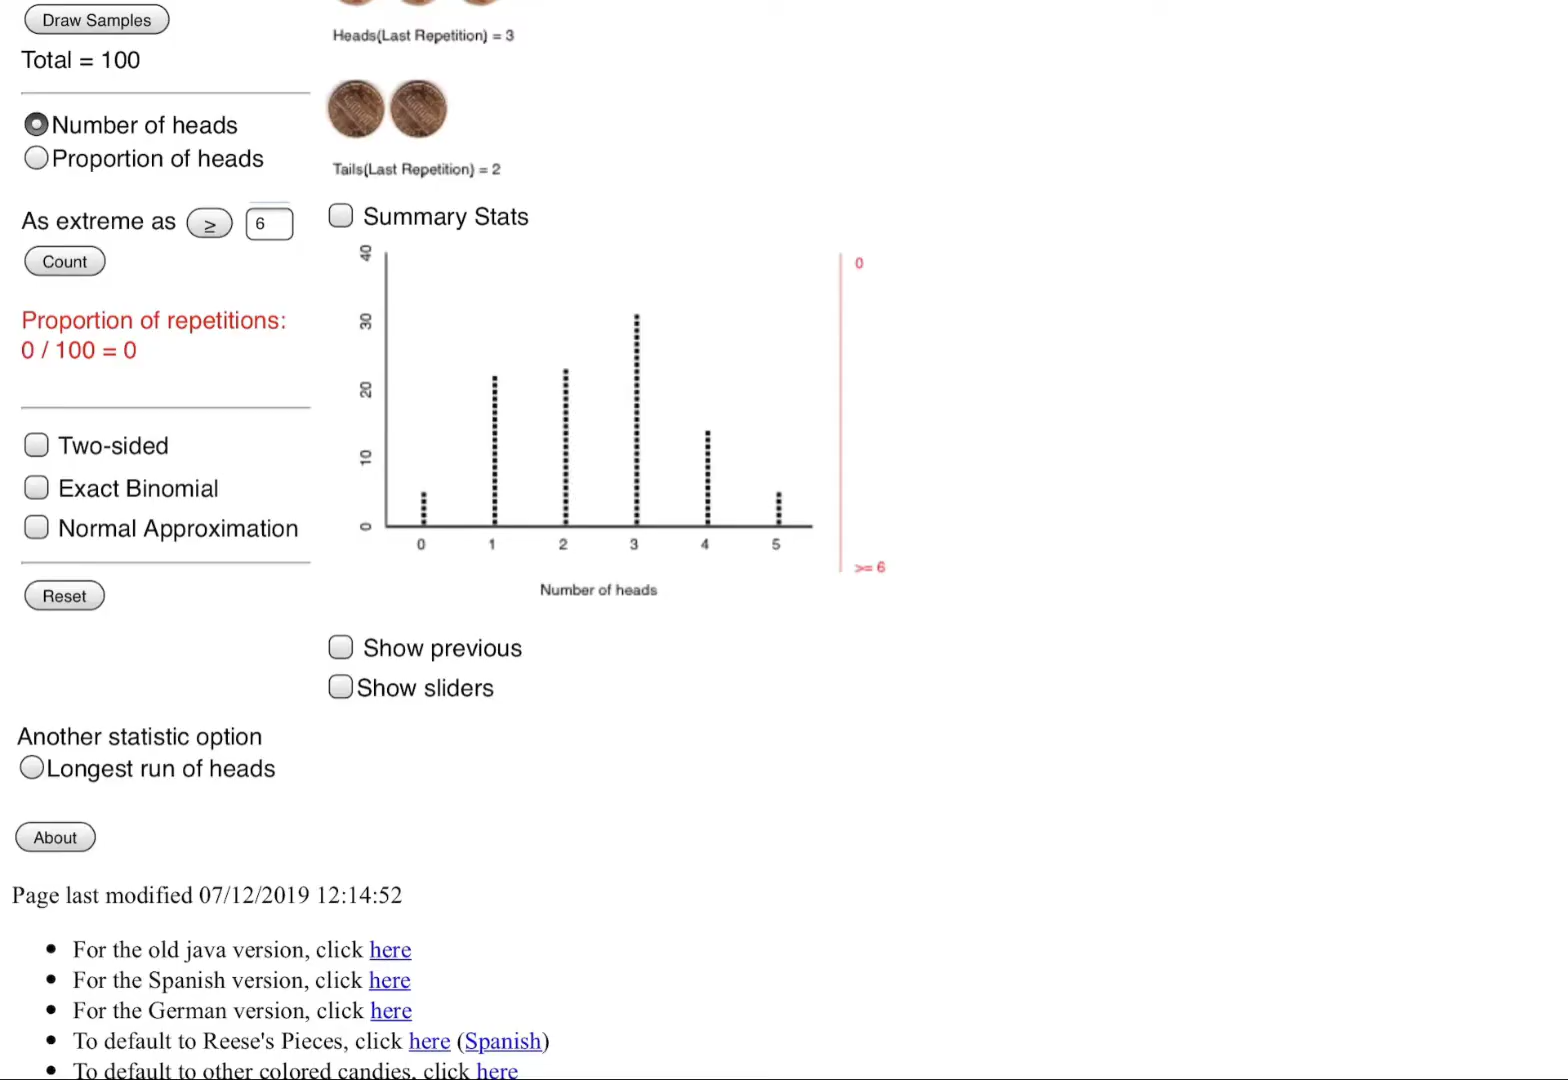 Draw Samples
Heads(Last Repetition) = 3
Total = 100
Number of heads
Proportion of heads
Tails(Last Repetition) = 2
As extreme as ≥ 6
Summary Stats
Count
Proportion of repetitions:
0 / 100 = 0
40
30
20
10
0
0
>= 6
0 1 2 3 4 5
Number of heads
Two-sided
Exact Binomial
Normal Approximation
Reset
Show previous
Show sliders
Another statistic option
Longest run of heads
About
Page last modified 07/12/2019 12:14:52
• For the old java version, click here
• For the Spanish version, click here
• For the German version, click here
• To default to Reese's Pieces, click here (Spanish)
• To default to other colored candies, click here